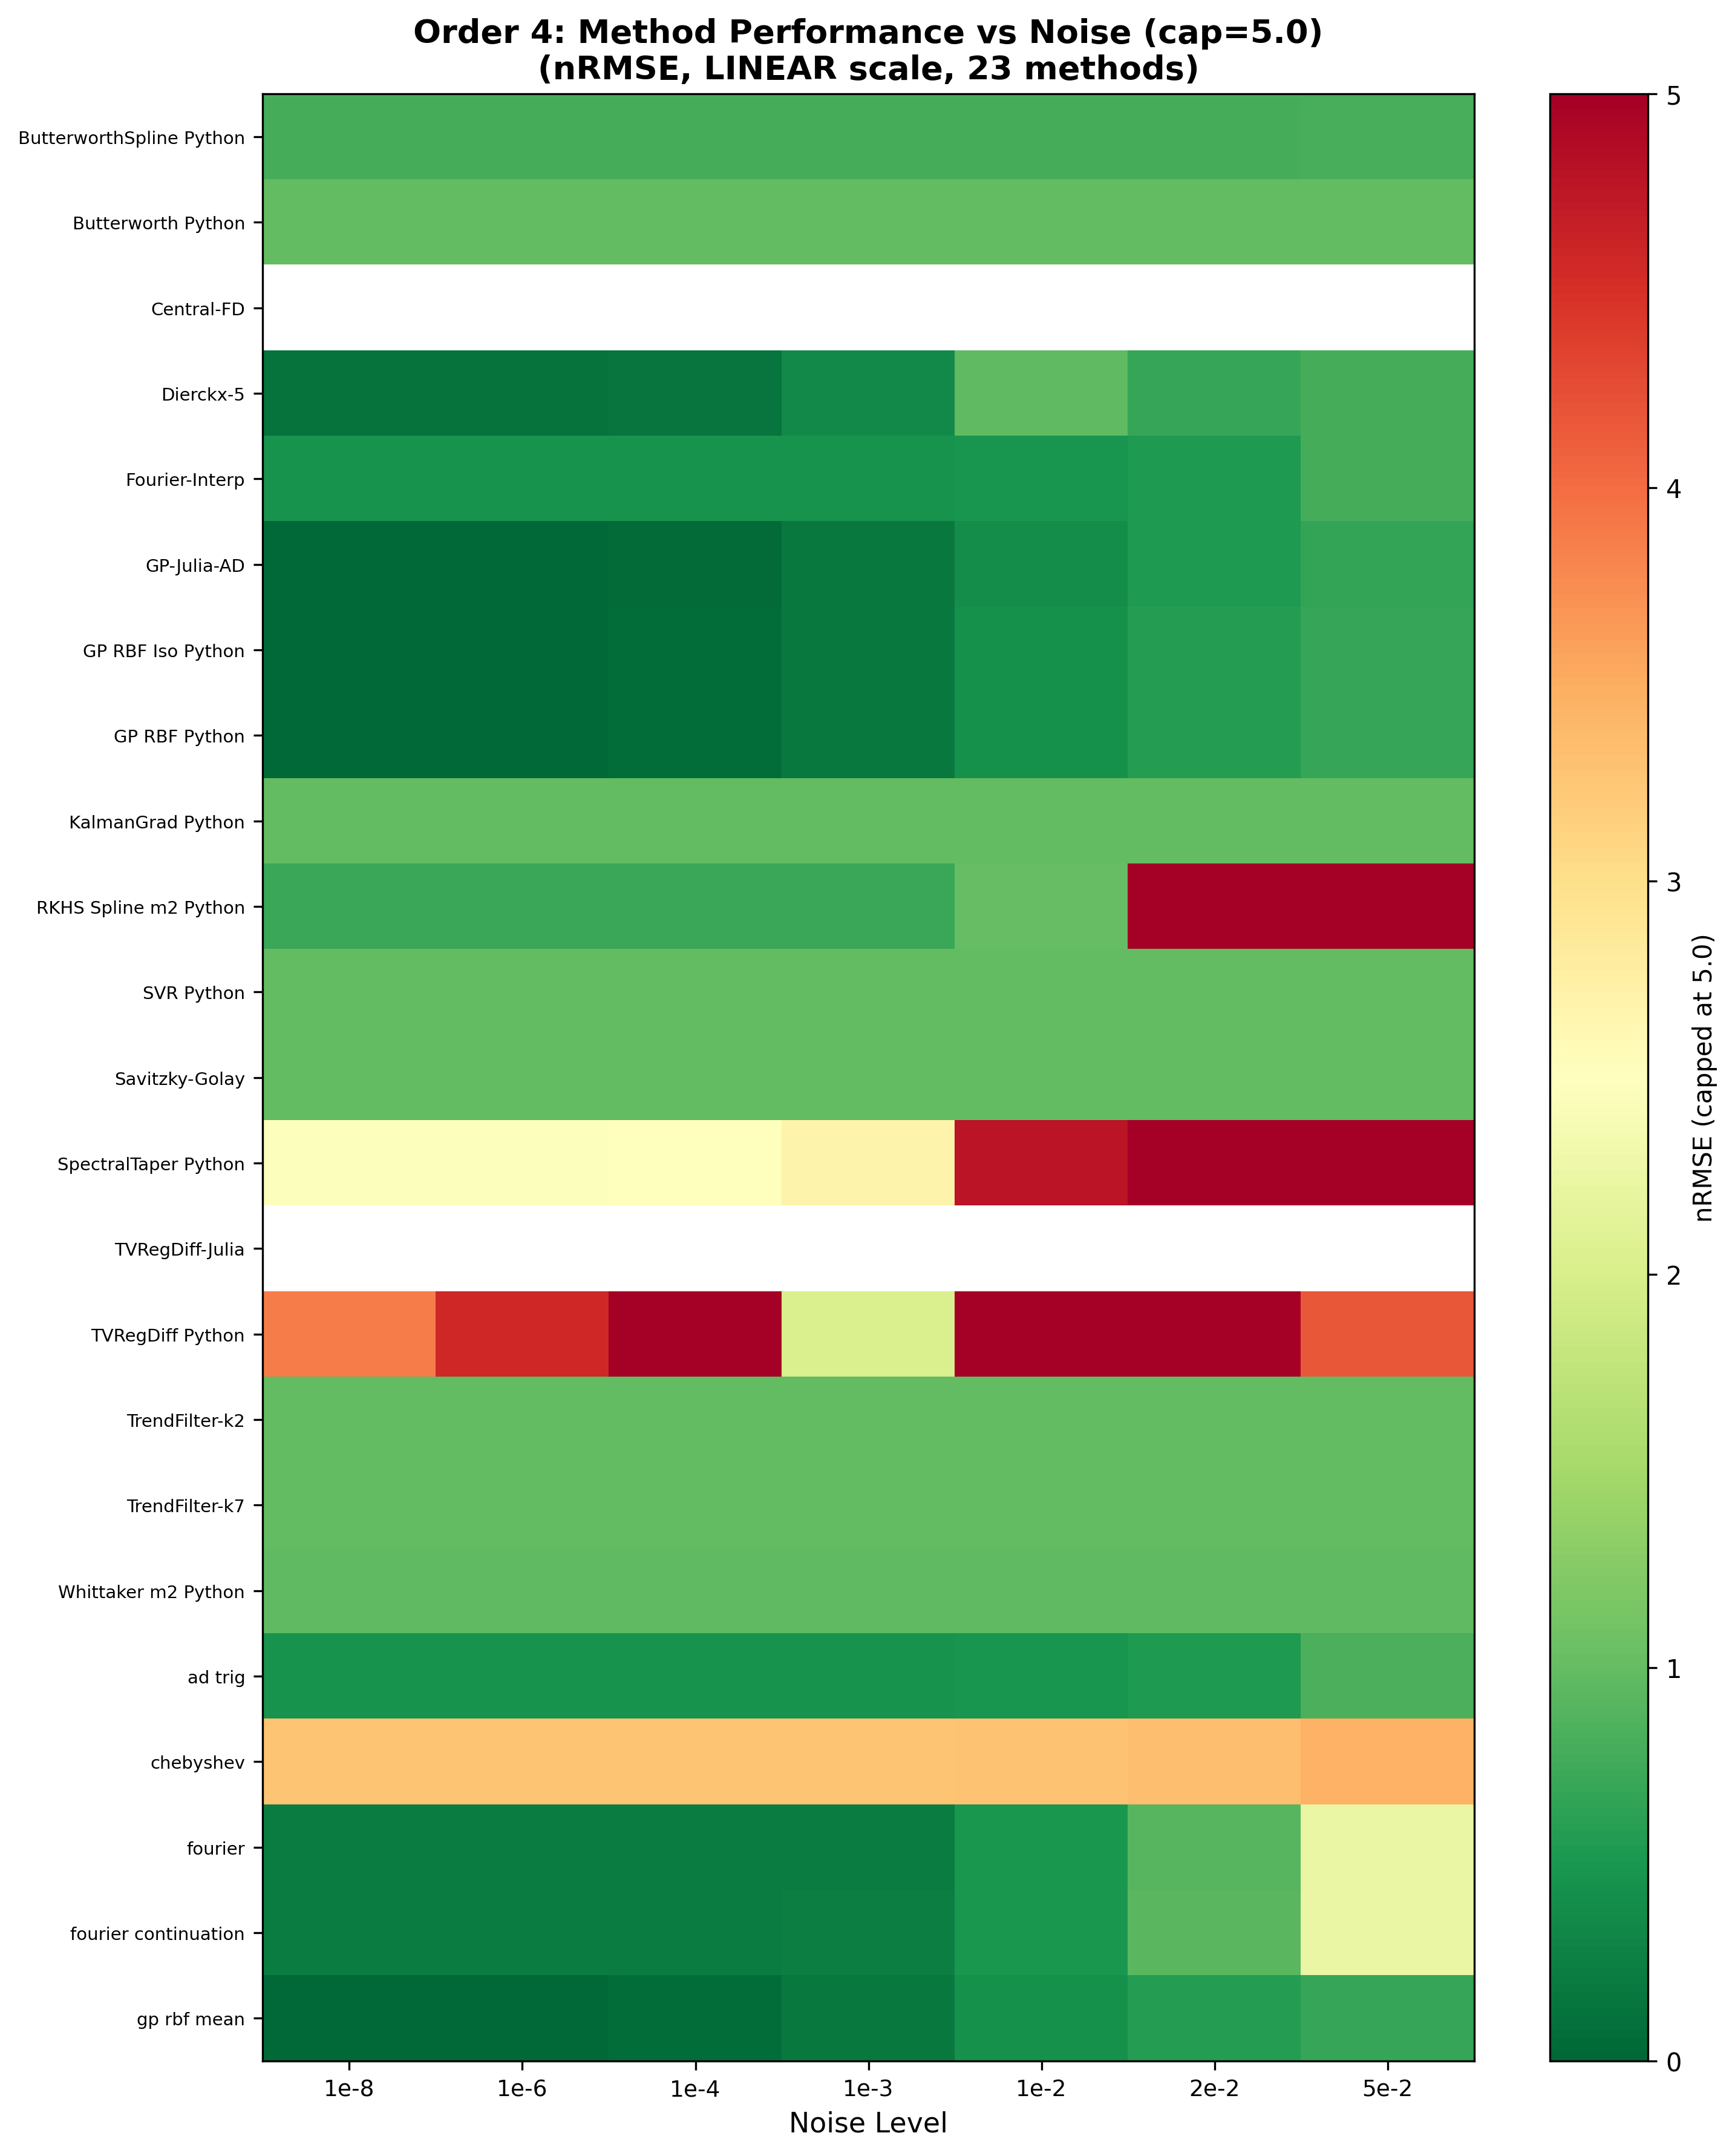 Order 4: Method Performance vs Noise (cap=5.0)
(nRMSE, LINEAR scale, 23 methods)
ButterworthSpline Python
Butterworth Python
Central-FD
Dierckx-5
Fourier-Interp
GP-Julia-AD
GP RBF Iso Python
GP RBF Python
KalmanGrad Python
RKHS Spline m2 Python
SVR Python
Savitzky-Golay
SpectralTaper Python
TVRegDiff-Julia
TVRegDiff Python
TrendFilter-k2
TrendFilter-k7
Whittaker m2 Python
ad trig
chebyshev
fourier
fourier continuation
gp rbf mean
1e-8
1e-6
1e-4
1e-3
1e-2
2e-2
5e-2
Noise Level
5
4
3
2
1
0
nRMSE (capped at 5.0)